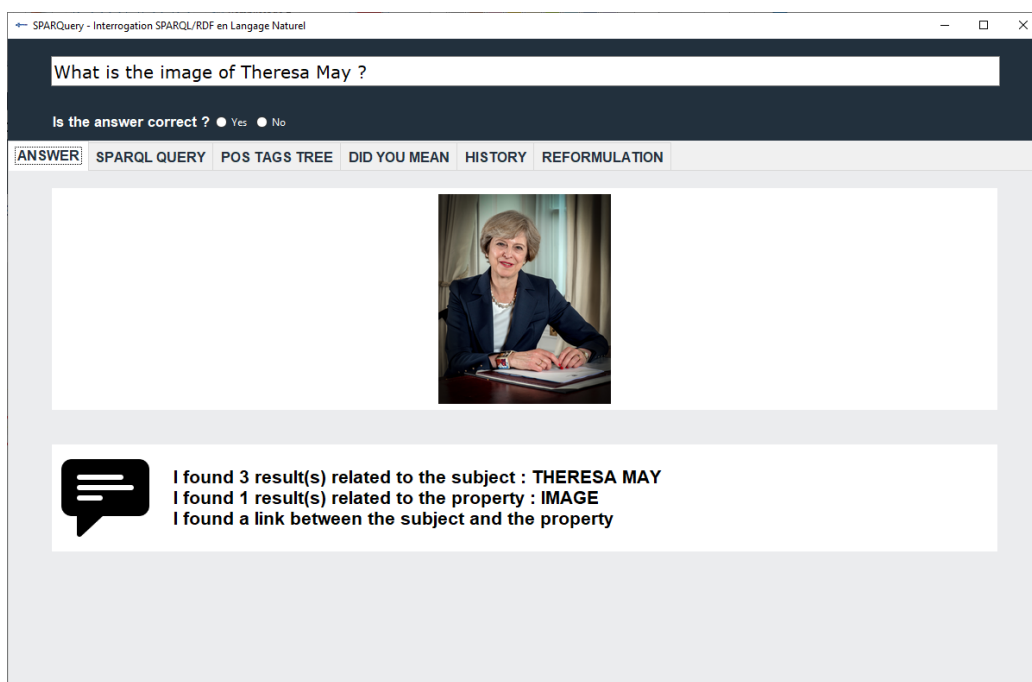 SPARQuery - Interrogation SPARQL/RDF en Langage Naturel
What is the image of Theresa May ?
Is the answer correct ? Yes No
ANSWER SPARQL QUERY POS TAGS TREE DID YOU MEAN HISTORY REFORMULATION
I found 3 result(s) related to the subject : THERESA MAY
I found 1 result(s) related to the property : IMAGE
I found a link between the subject and the property